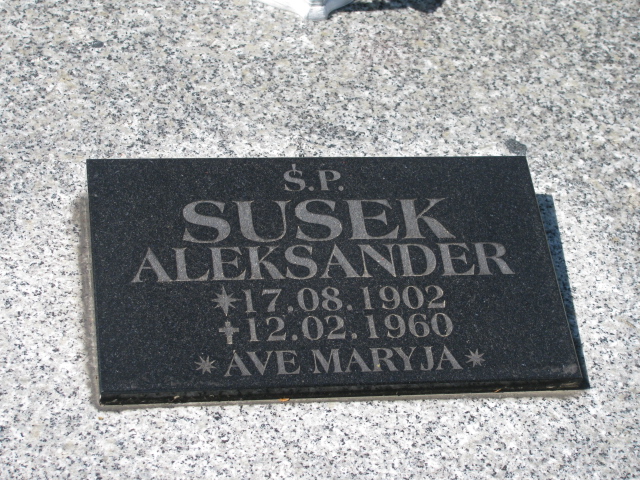 Ś.P.
SUSEK
ALEKSANDER
✴17.08.1902
✝12.02.1960
✴AVE MARYJA✴